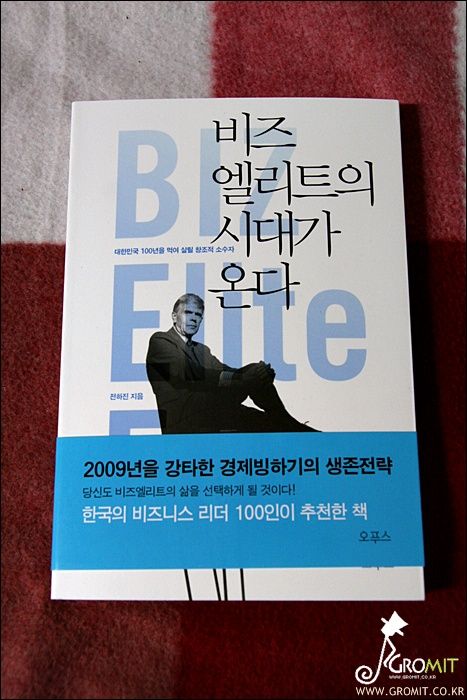 BIZ
비즈
엘리트의
시대가
온다
대한민국 100년을 먹여 살릴 창조적 소수자
Elite
전하진 지음
2009년을 강타한 경제빙하기의 생존전략
당신도 비즈엘리트의 삶을 선택하게 될 것이다!
한국의 비즈니스 리더 100인이 추천한 책
오푸스
GROMIT
WWW.GROMIT.CO.KR
WWW.GROMIT.CO.KR